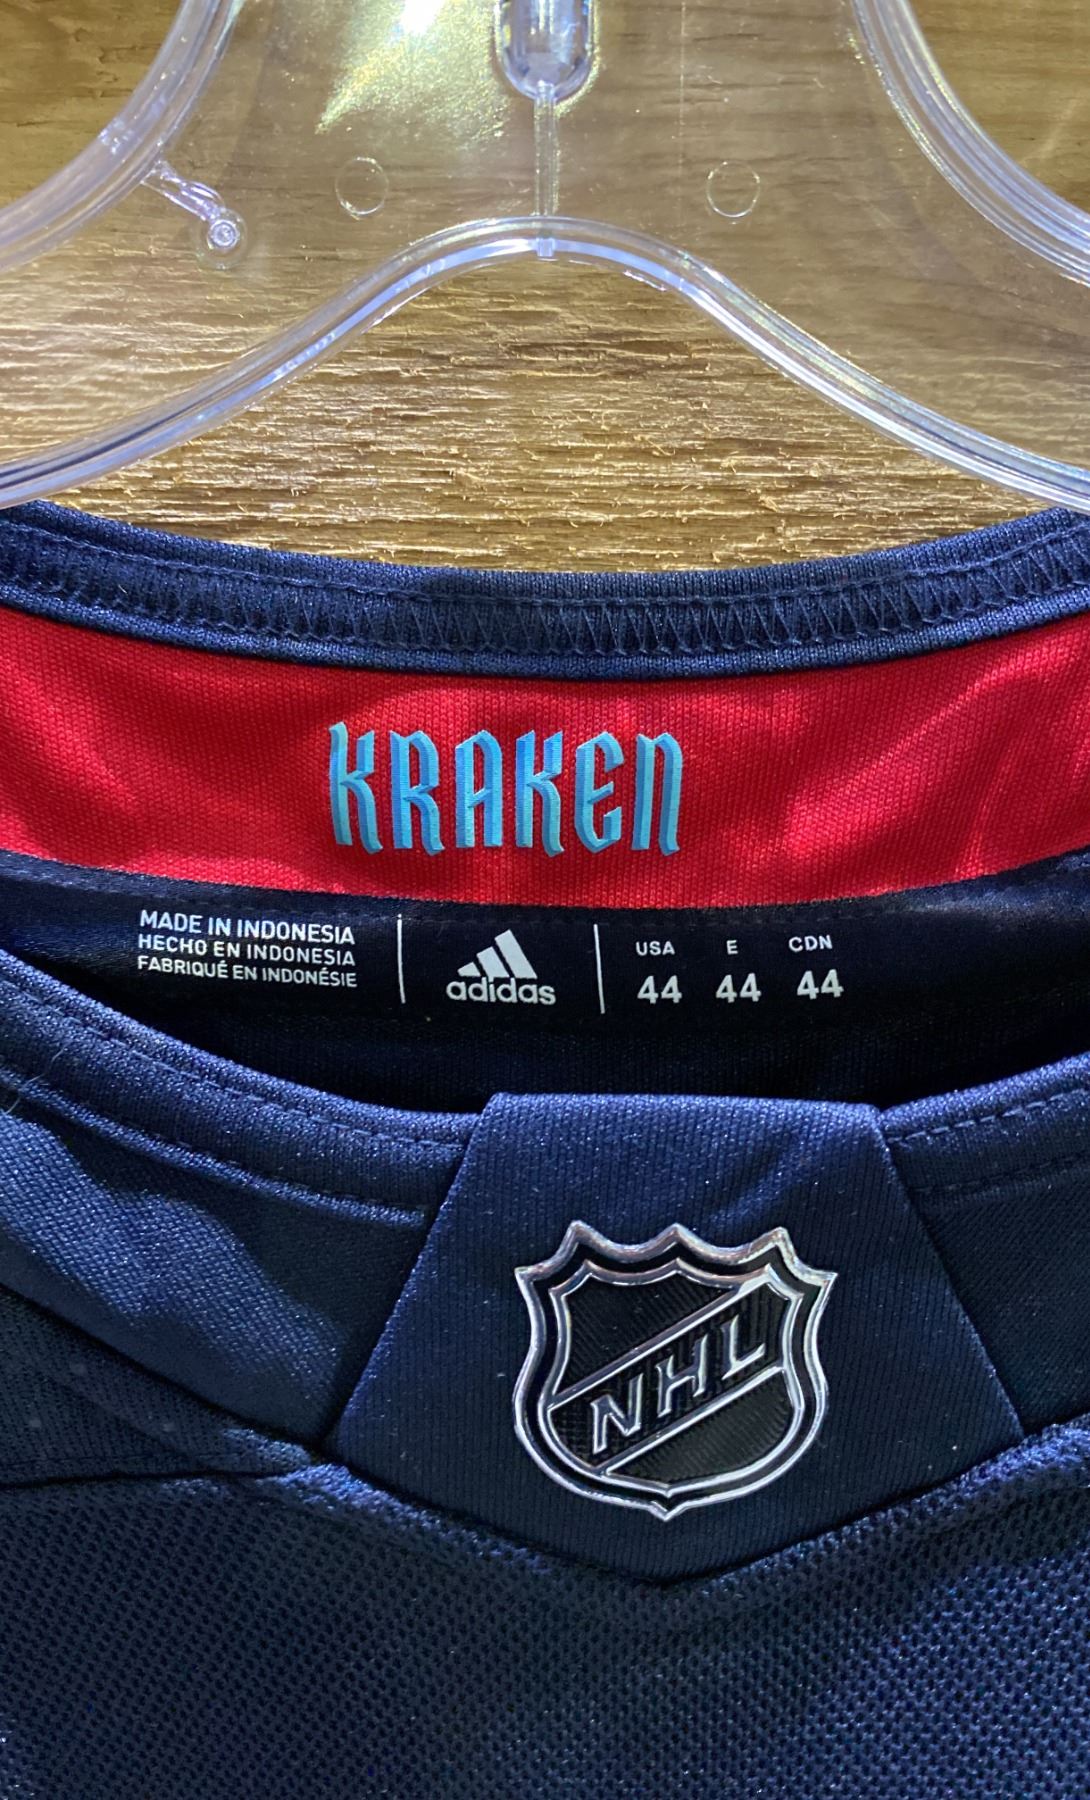 KRAKEN
MADE IN INDONESIA
HECHO EN INDONESIA
FABRIQUÉ EN INDONÉSIE
adidas
USA E CDN
44 44 44
NHL